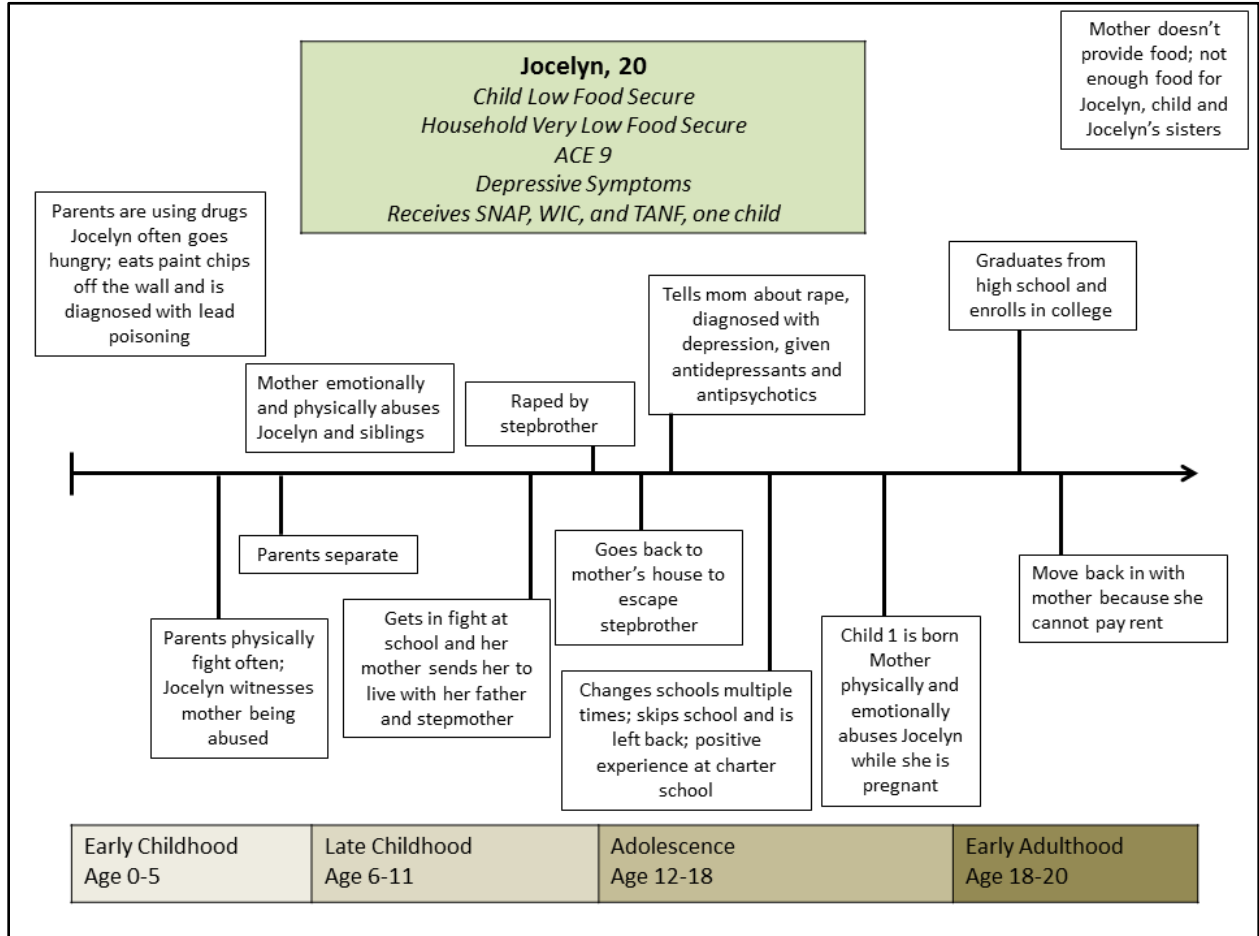 Jocelyn, 20
Child Low Food Secure
Household Very Low Food Secure
ACE 9
Depressive Symptoms
Receives SNAP, WIC, and TANF, one child
Mother doesn't
provide food; not
enough food for
Jocelyn, child and
Jocelyn's sisters
Parents are using drugs
Jocelyn often goes
hungry; eats paint chips
off the wall and is
diagnosed with lead
poisoning
Mother emotionally
and physically abuses
Jocelyn and siblings
Raped by
stepbrother
Tells mom about rape,
diagnosed with
depression, given
antidepressants and
antipsychotics
Graduates from
high school and
enrolls in college
Parents physically
fight often;
Jocelyn witnesses
mother being
abused
Parents separate
Gets in fight at
school and her
mother sends her to
live with her father
and stepmother
Goes back to
mother's house to
escape
stepbrother
Changes schools multiple
times; skips school and is
left back; positive
experience at charter
school
Child 1 is born
Mother
physically and
emotionally
abuses Jocelyn
while she is
pregnant
Move back in with
mother because she
cannot pay rent
Early Childhood
Age 0-5
Late Childhood
Age 6-11
Adolescence
Age 12-18
Early Adulthood
Age 18-20